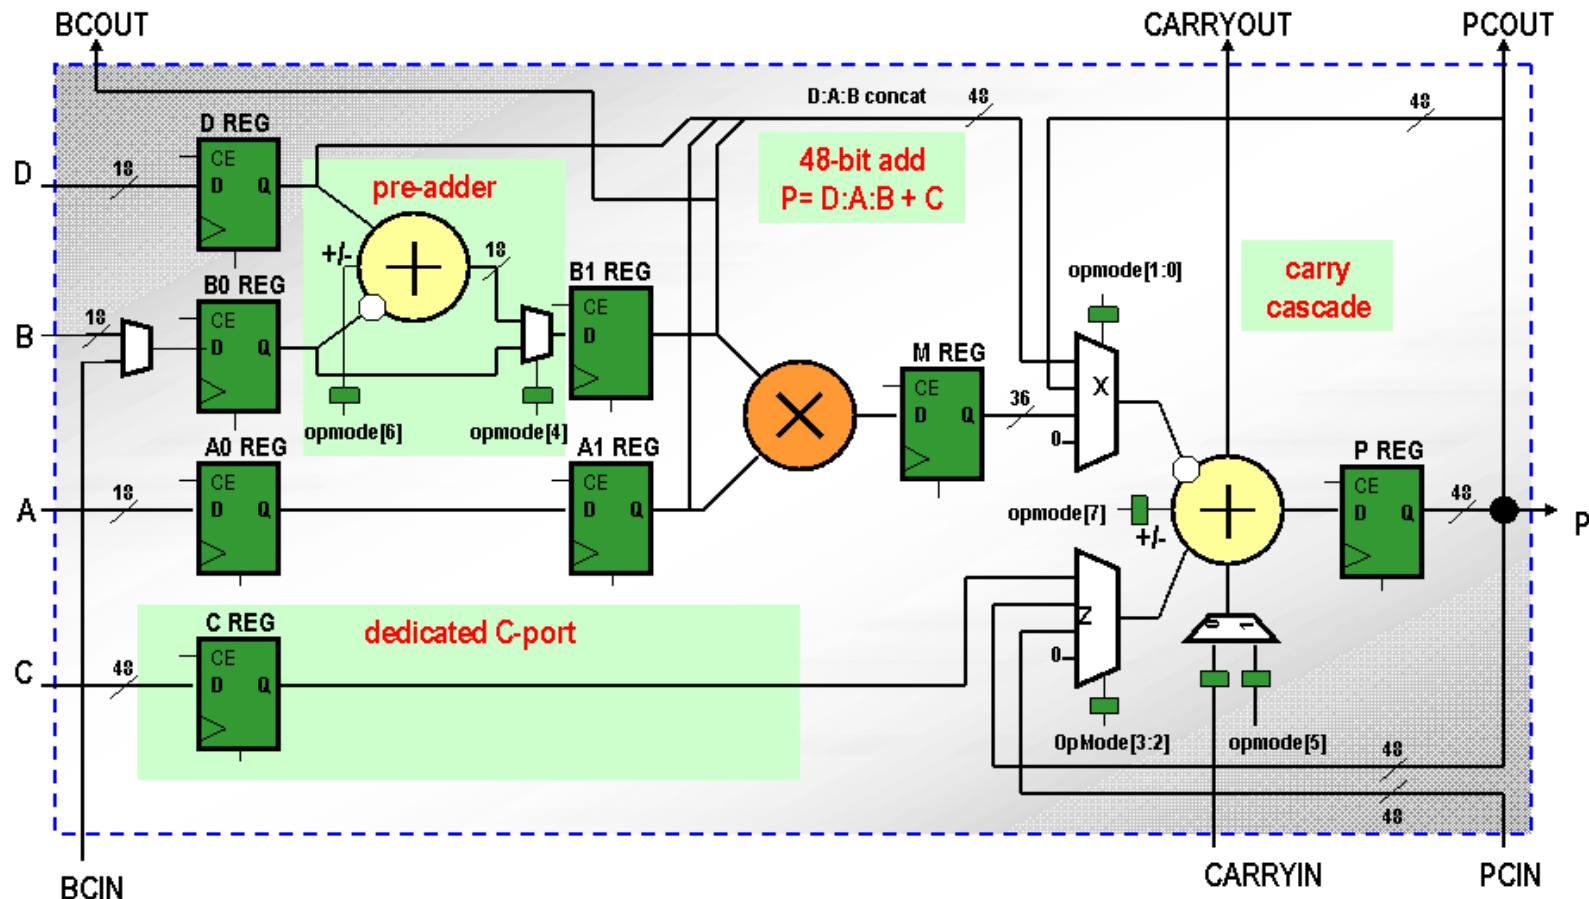 BCOUT
CARRYOUT
PCOUT
D:A:B concat
48
48
D REG
CE
D Q
D
18
pre-adder
+/-
18
48-bit add
P= D:A:B + C
B0 REG
CE
D Q
B
18
B1 REG
CE
D
opmode[6]
opmode[4]
opmode[1:0]
carry
cascade
M REG
CE
D Q
36
X
0
A0 REG
CE
D Q
A
18
A1 REG
CE
D Q
opmode[7]
+/-
P REG
CE
D Q
48
P
dedicated C-port
C REG
CE
D Q
C
48
Z
0
0 1
OpMode[3:2]
opmode[5]
48
48
BCIN
CARRYIN
PCIN